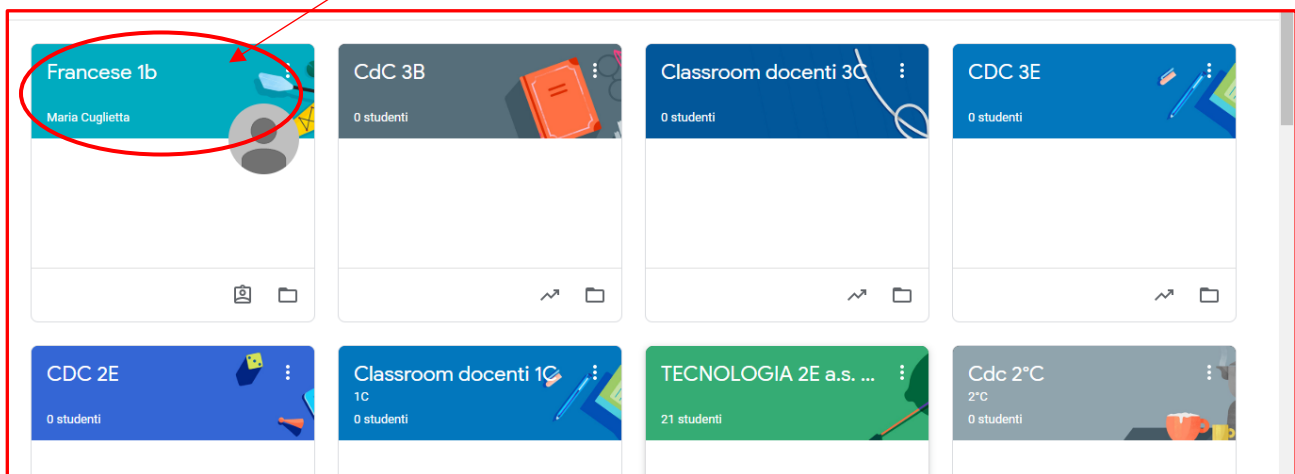 Francese 1b
Maria Cuglietta
CdC 3B
0 studenti
Classroom docenti 3C
0 studenti
CDC 3E
0 studenti
CDC 2E
0 studenti
Classroom docenti 1C
1C
0 studenti
TECNOLOGIA 2E a.s. ...
21 studenti
Cdc 2°C
2°C
0 studenti